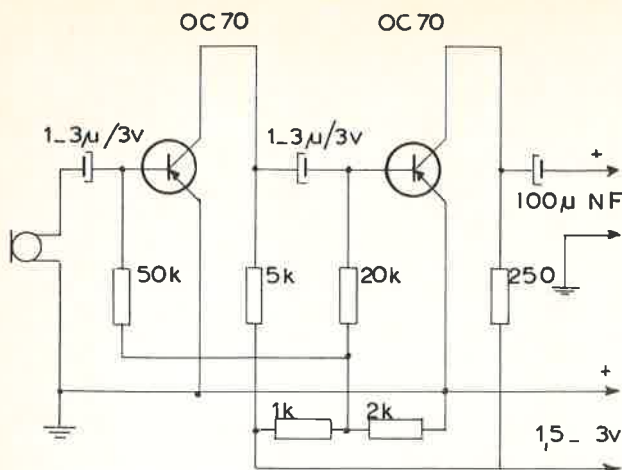 OC 70
OC 70
1_3µ/3v
1_3µ/3v
+
100µ NF
50k
5k
20k
250
+
1k
2k
1,5_ 3v